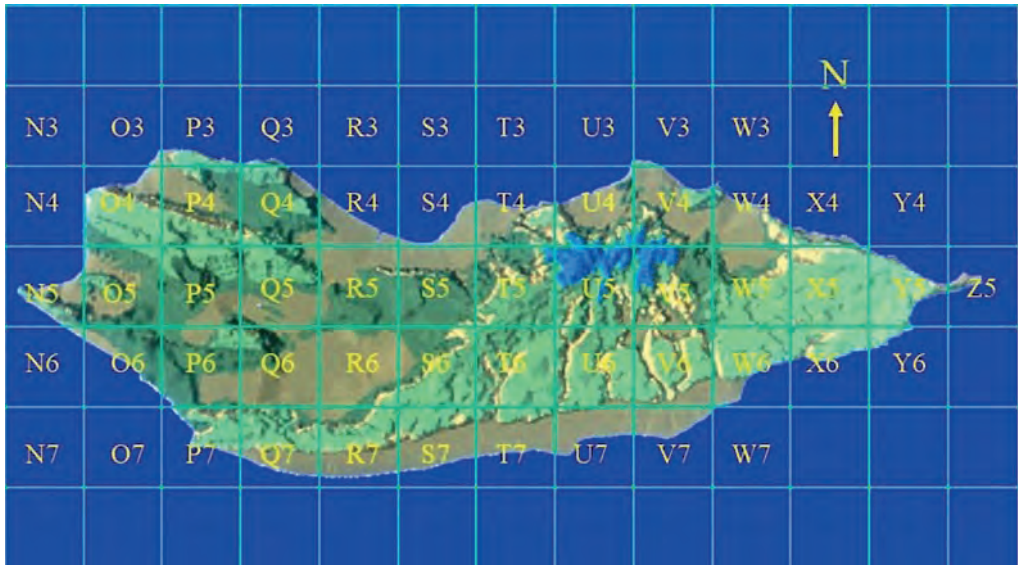 N
N3 O3 P3 Q3 R3 S3 T3 U3 V3 W3
N4 O4 P4 Q4 R4 S4 T4 U4 V4 W4 X4 Y4
N5 O5 P5 Q5 R5 S5 T5 U5 V5 W5 X5 Y5 Z5
N6 O6 P6 Q6 R6 S6 T6 U6 V6 W6 X6 Y6
N7 O7 P7 Q7 R7 S7 T7 U7 V7 W7